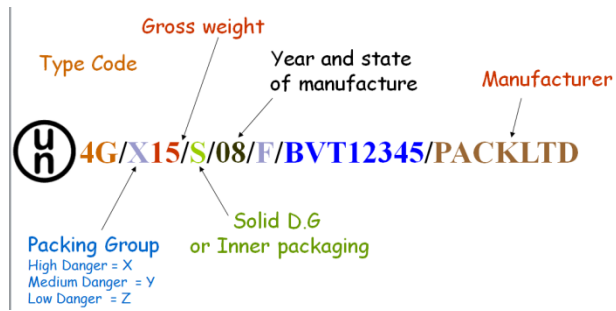 Gross weight
Type Code
Year and state
of manufacture
Manufacturer
un 4G/X15/S/08/F/BVT12345/PACKLTD
Solid D.G
or Inner packaging
Packing Group
High Danger = X
Medium Danger = Y
Low Danger = Z